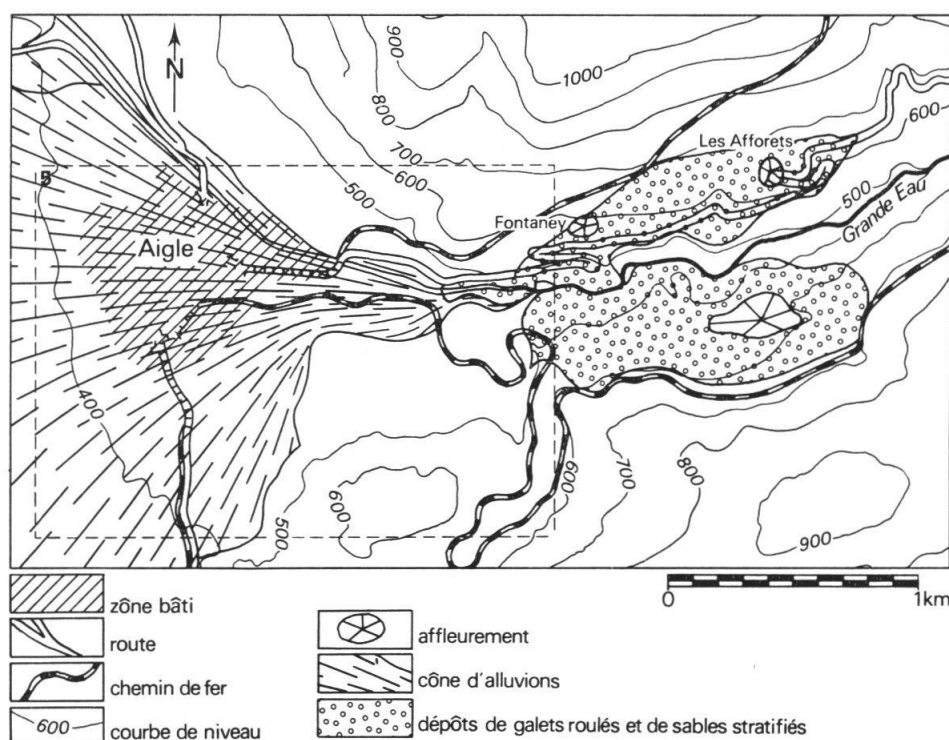 900
1000
N
800
600
Les Afforets
700
600
500
5
500
Fontaney
Grande Eau
Aigle
400
600
700
800
600
500
900
0
1km
zône bâti
route
chemin de fer
600
courbe de niveau
affleurement
cône d'alluvions
dépôts de galets roulés et de sables stratifiés